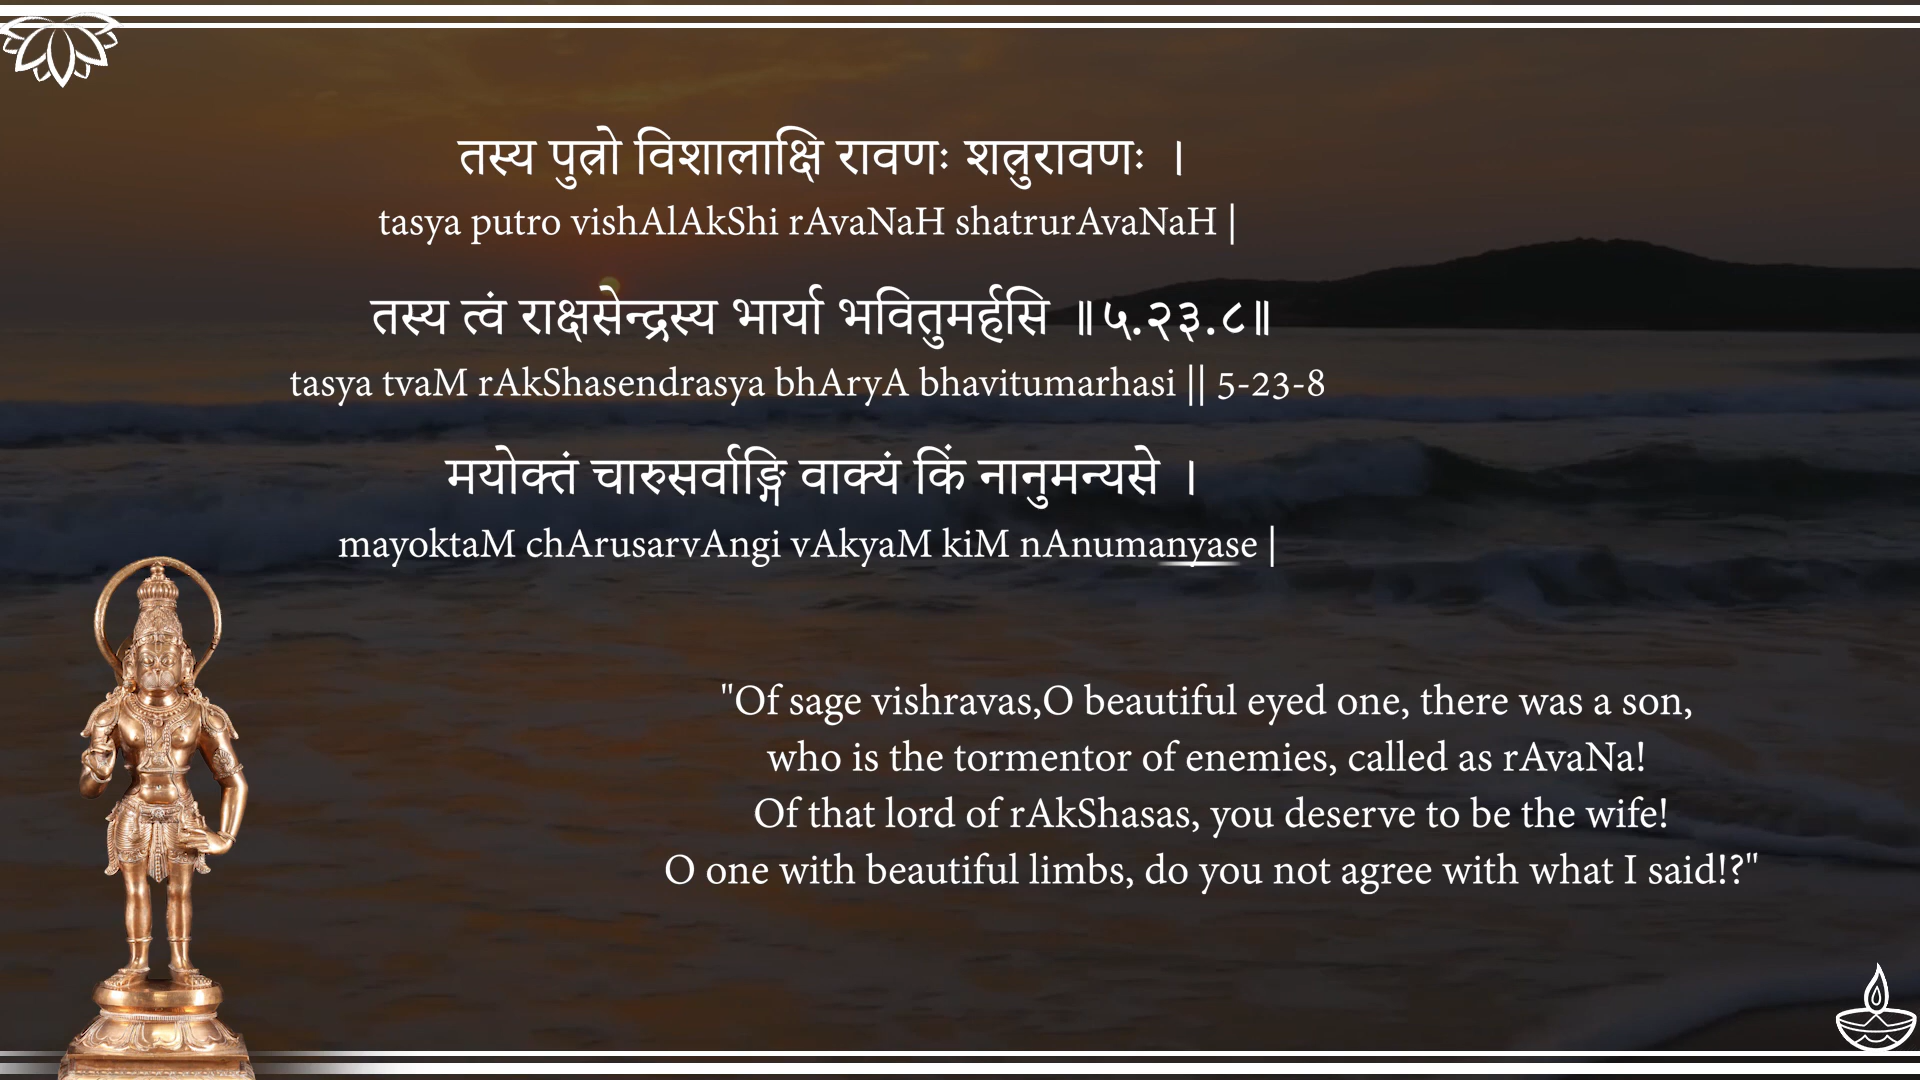 तस्य पुत्रो विशालाक्षि रावणः शत्रुरावणः ।
tasya putro vishAlAkShi rAvaNaH shatrurAvaNaH |
तस्य त्वं राक्षसेन्द्रस्य भार्या भवितुमर्हसि ॥५.२३.८॥
tasya tvaM rAkShasendrasya bhAryA bhavitumarhasi || 5-23-8
मयोक्तं चारुसर्वाङ्गि वाक्यं किं नानुमन्यसे ।
mayoktaM chArusarvAngi vAkyaM kiM nAnumanyase |
"Of sage vishravas,O beautiful eyed one, there was a son,
who is the tormentor of enemies, called as rAvaNa!
Of that lord of rAkShasas, you deserve to be the wife!
O one with beautiful limbs, do you not agree with what I said!?"